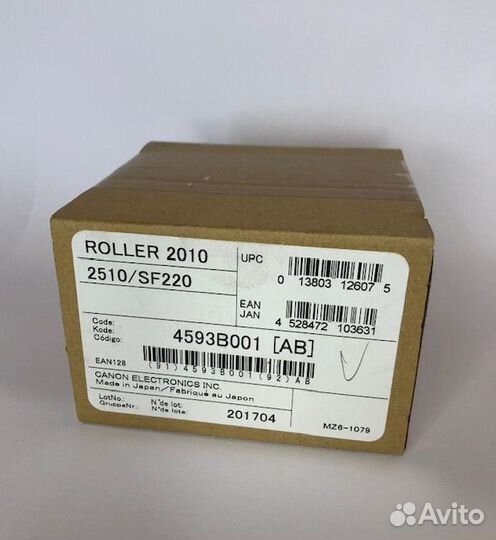 ROLLER 2010
2510/SF220
UPC
0 13803 12607 5
EAN
JAN
4 528472 103631
Code:
Kode:
Código:
4593B001 [AB]
EAN128
(91)4593B001(92)AB
CANON ELECTRONICS INC.
Made in Japan/Fabriqué au Japon
LotNo.: N°de lot:
GruppeNr.: N°de lote:
201704
MZ6-1079
Avito